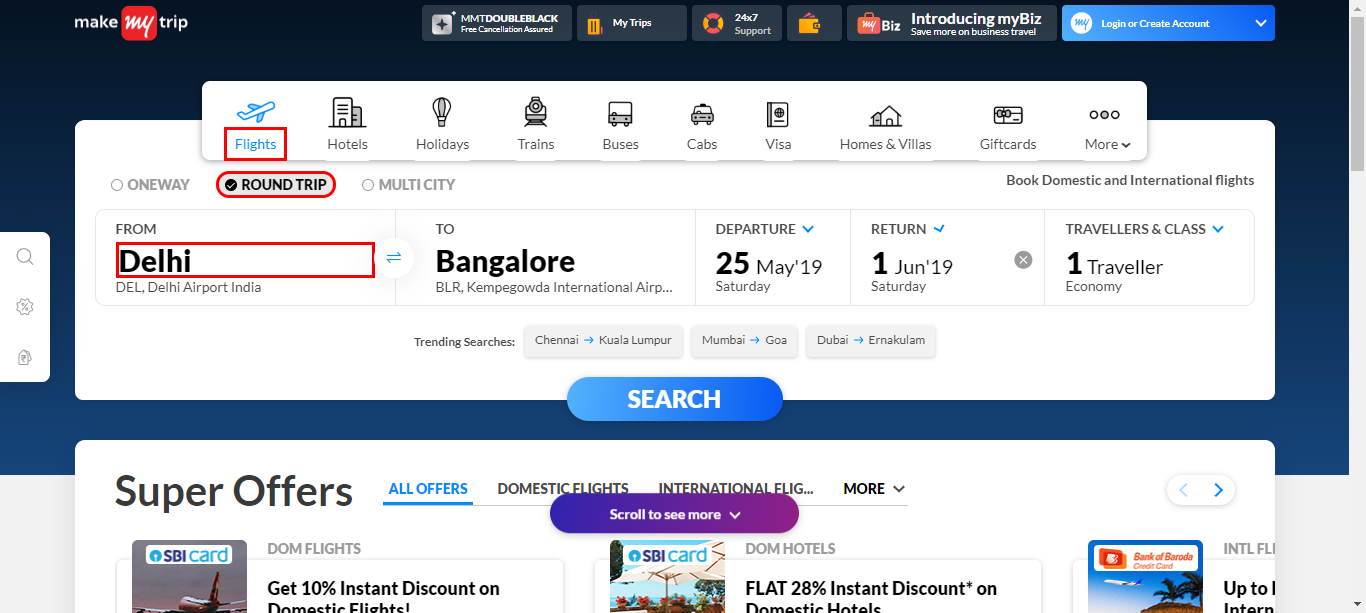 make my trip
MMTDOUBLEBLACK
Free Cancellation Assured
My Trips
24x7
Support
my Biz
Introducing myBiz
Save more on business travel
my
Login or Create Account
Flights
Hotels
Holidays
Trains
Buses
Cabs
Visa
Homes & Villas
Giftcards
More
ONEWAY
ROUND TRIP
MULTI CITY
Book Domestic and International flights
FROM
Delhi
DEL, Delhi Airport India
TO
Bangalore
BLR, Kempegowda International Airp...
DEPARTURE
25 May'19
Saturday
RETURN
1 Jun'19
Saturday
TRAVELLERS & CLASS
1 Traveller
Economy
Trending Searches:
Chennai → Kuala Lumpur
Mumbai → Goa
Dubai → Ernakulam
SEARCH
Super Offers
ALL OFFERS
DOMESTIC FLIGHTS
INTERNATIONAL FLIG...
MORE
Scroll to see more
SBI card
DOM FLIGHTS
Get 10% Instant Discount on
Domestic Flights!
SBI card
DOM HOTELS
FLAT 28% Instant Discount* on
Domestic Hotels
Bank of Baroda
Credit Card
INTL FLI
Up to
Intern